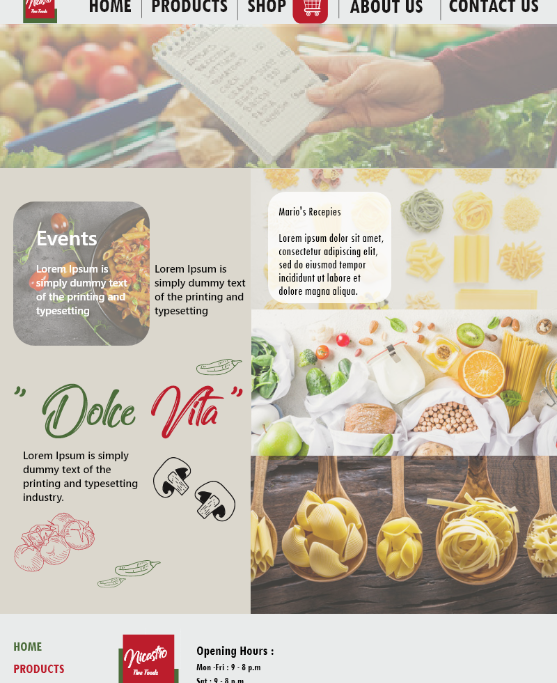 Nicastro
Fine Foods
HOME
PRODUCTS
SHOP
ABOUT US
CONTACT US
Mario's Recepies
Lorem ipsum dolor sit amet,
consectetur adipiscing elit,
sed do eiusmod tempor
incididunt ut labore et
dolore magna aliqua.
Events
Lorem Ipsum is
simply dummy text
of the printing and
typesetting
Lorem Ipsum is
simply dummy text
of the printing and
typesetting
" Dolce Vita "
Lorem Ipsum is simply
dummy text of the
printing and typesetting
industry.
HOME
PRODUCTS
Nicastro
Fine Foods
Opening Hours :
Mon -Fri : 9 - 8 p.m
Sat : 9 - 8 p.m